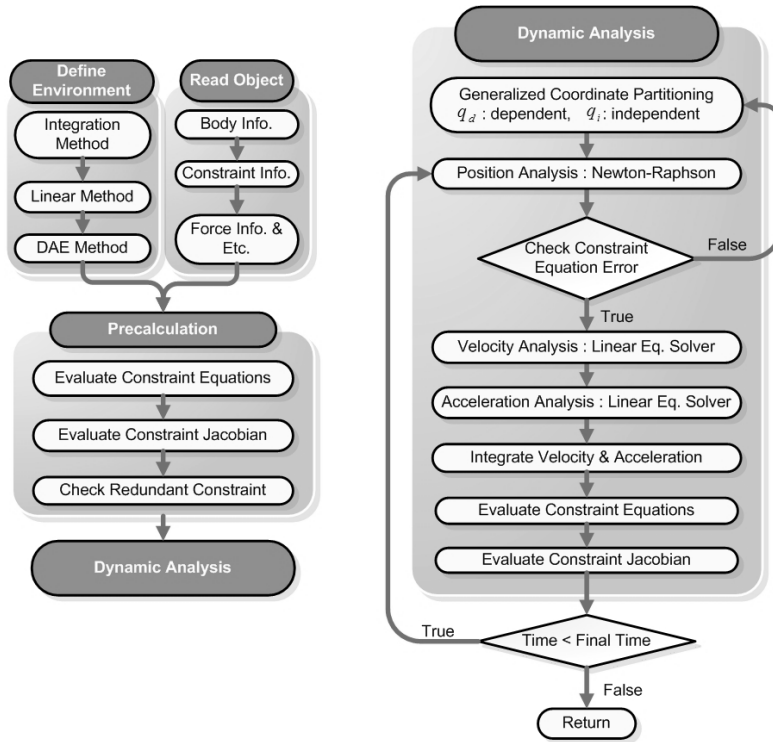 Define
Environment
Integration
Method
Linear Method
DAE Method
Read Object
Body Info.
Constraint Info.
Force Info. &
Etc.
Precalculation
Evaluate Constraint Equations
Evaluate Constraint Jacobian
Check Redundant Constraint
Dynamic Analysis
Dynamic Analysis
Generalized Coordinate Partitioning
q_d : dependent, q_i : independent
Position Analysis : Newton-Raphson
Check Constraint
Equation Error
False
True
Velocity Analysis : Linear Eq. Solver
Acceleration Analysis : Linear Eq. Solver
Integrate Velocity & Acceleration
Evaluate Constraint Equations
Evaluate Constraint Jacobian
True
Time < Final Time
False
Return